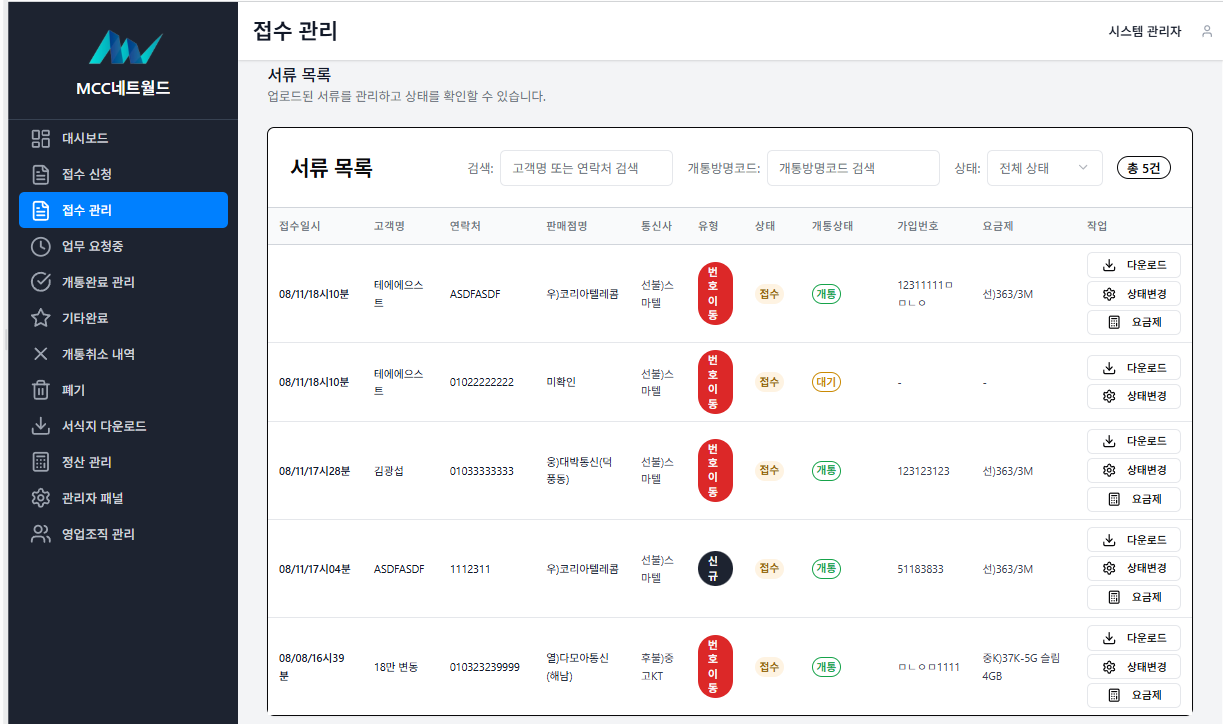 MCC네트월드
대시보드
접수 신청
접수 관리
업무 요청중
개통완료 관리
기타완료
개통취소 내역
폐기
서식지 다운로드
정산 관리
관리자 패널
영업조직 관리
접수 관리
시스템 관리자
서류 목록
업로드된 서류를 관리하고 상태를 확인할 수 있습니다.
서류 목록 검색: 고객명 또는 연락처 검색 개통방명코드: 개통방명코드 검색 상태: 전체 상태 총 5건
접수일시 고객명 연락처 판매점명 통신사 유형 상태 개통상태 가입번호 요금제 작업
08/11/18시10분
테에에으스
트
ASDFASDF
우)코리아텔레콤
선불)스
마텔
번
호
이
동
접수
개통
12311111ㅁ
ㅁㄴㅇ
선)363/3M
다운로드
상태변경
요금제
08/11/18시10분
테에에으스
트
01022222222
미확인
선불)스
마텔
번
호
이
동
접수
대기
-
-
다운로드
상태변경
08/11/17시28분
김광섭
01033333333
웅)대박통신(덕
풍동)
선불)스
마텔
번
호
이
동
접수
개통
123123123
선)363/3M
다운로드
상태변경
요금제
08/11/17시04분
ASDFASDF
1112311
우)코리아텔레콤
선불)스
마텔
신
규
접수
개통
51183833
선)363/3M
다운로드
상태변경
요금제
08/08/16시39
분
18만 변동
010323239999
열)다모아통신
(해남)
후불)중
고KT
번
호
이
동
접수
개통
ㅁㄴㅇㅁ1111
중K)37K-5G 슬림
4GB
다운로드
상태변경
요금제